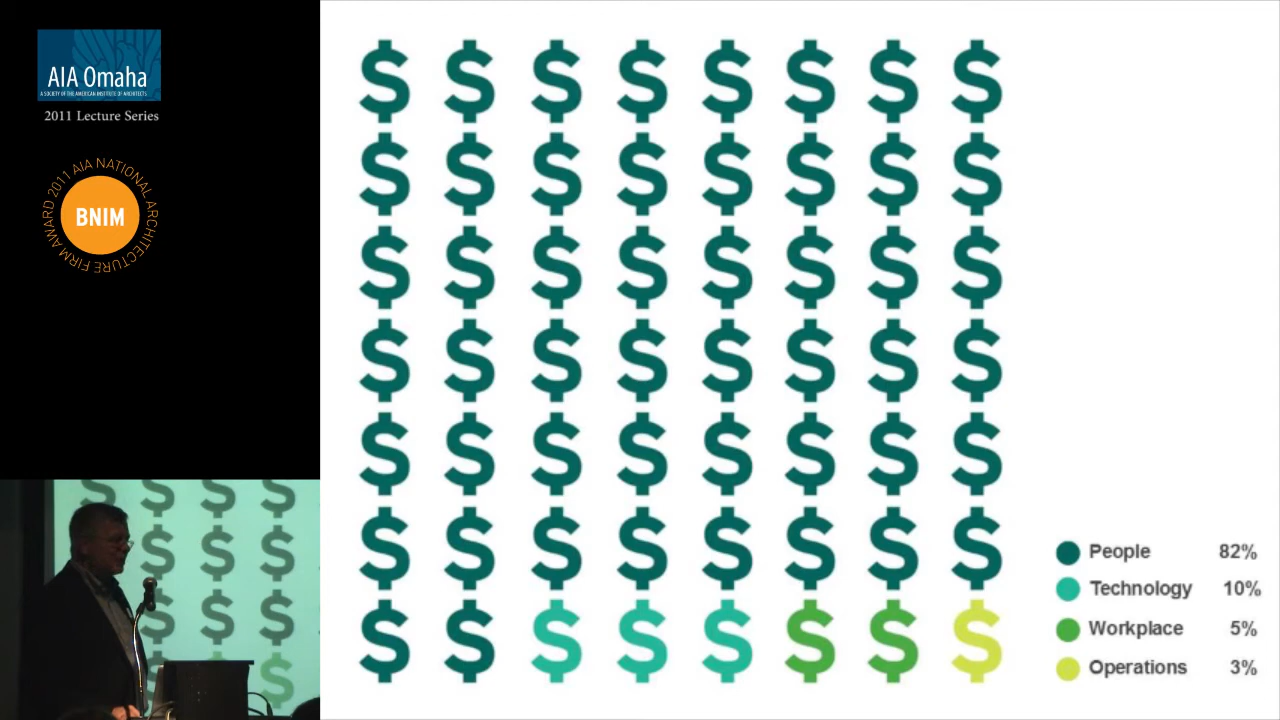 AIA Omaha
A SOCIETY OF THE AMERICAN INSTITUTE OF ARCHITECTS
2011 Lecture Series
2011 AIA NATIONAL ARCHITECTURE FIRM AWARD
BNIM
$ $ $ $ $ $ $ $
$ $ $ $ $ $ $ $
$ $ $ $ $ $ $ $
$ $ $ $ $ $ $ $
$ $ $ $ $ $ $ $
$ $ $ $ $ $ $ $
$ $ $ $ $ $ $ $
People 82%
Technology 10%
Workplace 5%
Operations 3%